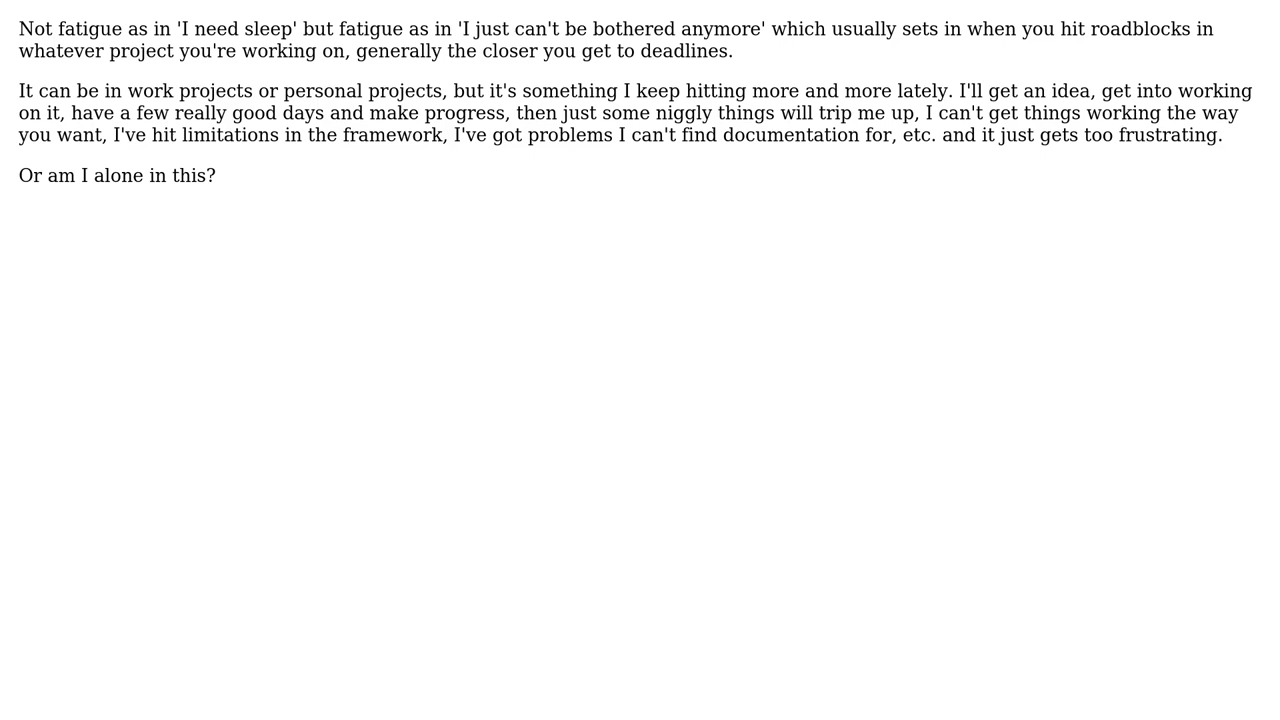 Not fatigue as in 'I need sleep' but fatigue as in 'I just can't be bothered anymore' which usually sets in when you hit roadblocks in
whatever project you're working on, generally the closer you get to deadlines.
It can be in work projects or personal projects, but it's something I keep hitting more and more lately. I'll get an idea, get into working
on it, have a few really good days and make progress, then just some niggly things will trip me up, I can't get things working the way
you want, I've hit limitations in the framework, I've got problems I can't find documentation for, etc. and it just gets too frustrating.
Or am I alone in this?